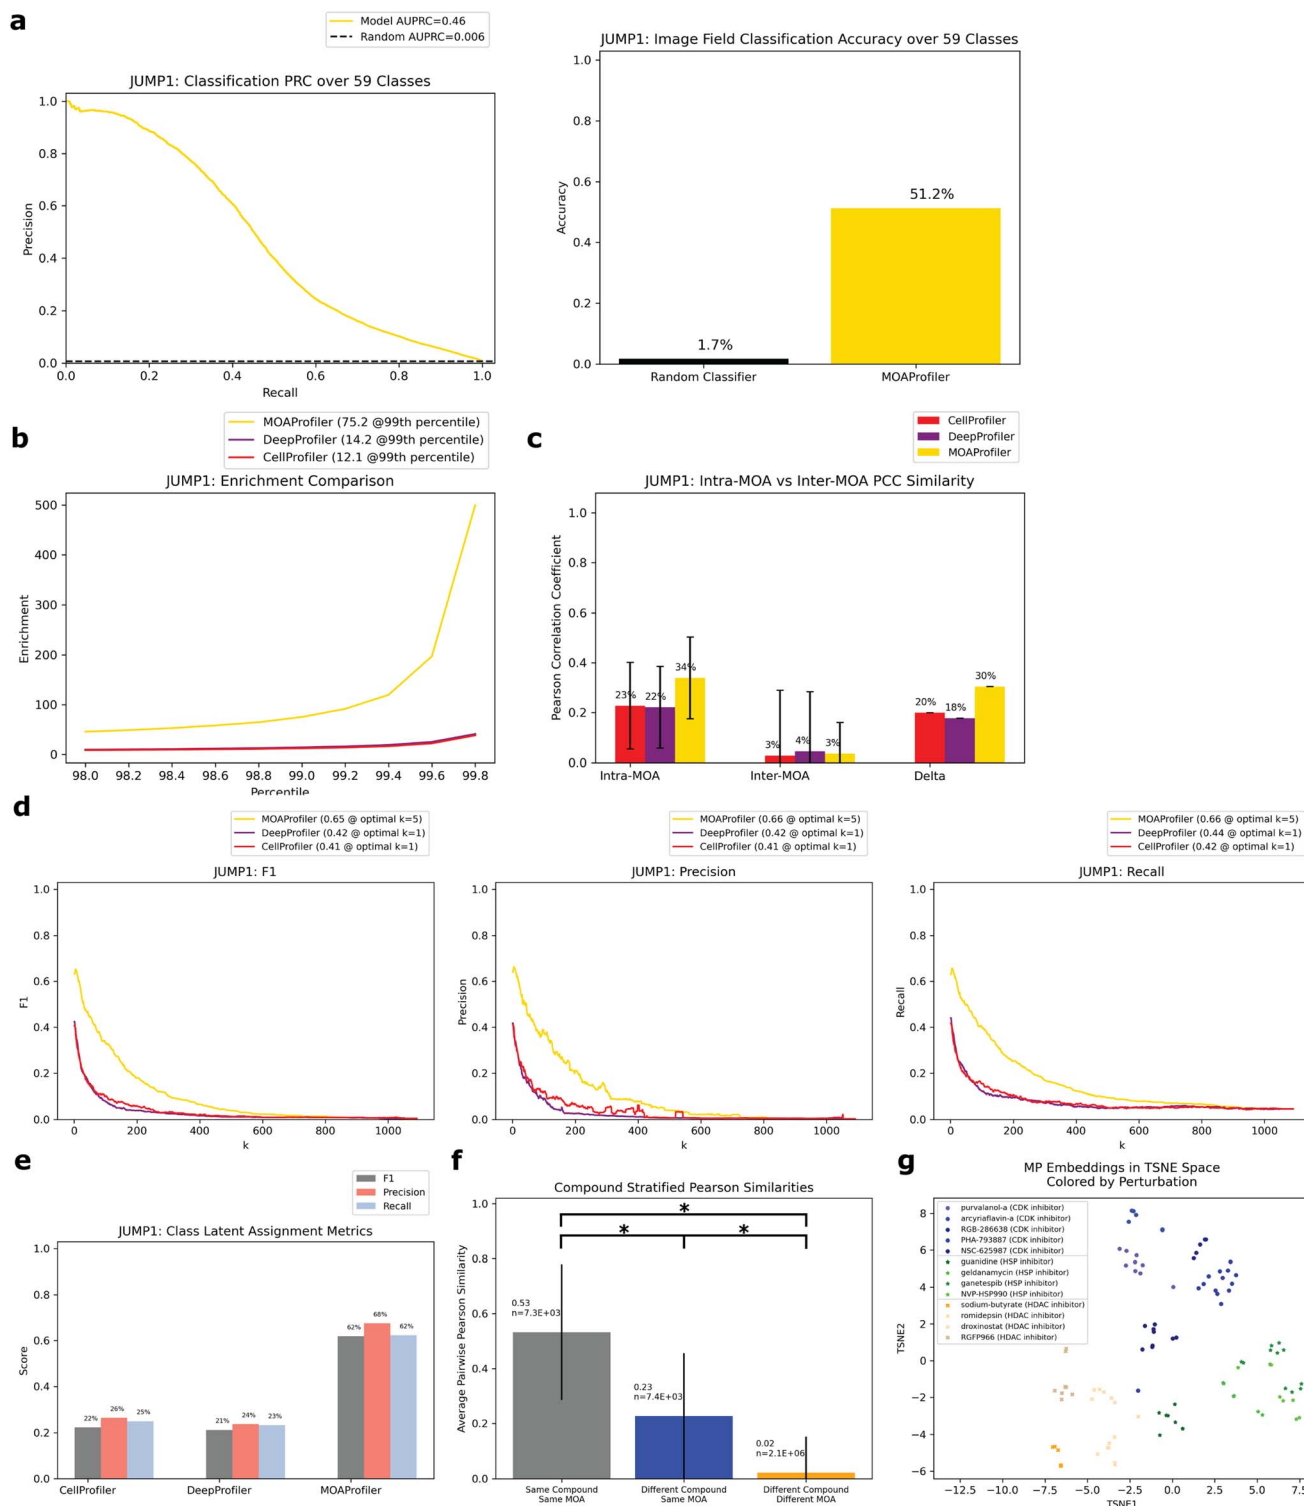 a
Model AUPRC=0.46
Random AUPRC=0.006
JUMP1: Classification PRC over 59 Classes
Precision
1.0
0.8
0.6
0.4
0.2
0.0
0.0 0.2 0.4 0.6 0.8 1.0
Recall
JUMP1: Image Field Classification Accuracy over 59 Classes
Accuracy
1.0
0.8
0.6
0.4
0.2
0.0
1.7%
51.2%
Random Classifier MOAProfiler
b
MOAProfiler (75.2 @99th percentile)
DeepProfiler (14.2 @99th percentile)
CellProfiler (12.1 @99th percentile)
JUMP1: Enrichment Comparison
Enrichment
500
400
300
200
100
0
98.0 98.2 98.4 98.6 98.8 99.0 99.2 99.4 99.6 99.8
Percentile
c
CellProfiler
DeepProfiler
MOAProfiler
JUMP1: Intra-MOA vs Inter-MOA PCC Similarity
Pearson Correlation Coefficient
1.0
0.8
0.6
0.4
0.2
0.0
23% 22% 34%
3% 4% 3%
20% 18% 30%
Intra-MOA Inter-MOA Delta
d
MOAProfiler (0.65 @ optimal k=5)
DeepProfiler (0.42 @ optimal k=1)
CellProfiler (0.41 @ optimal k=1)
JUMP1: F1
F1
1.0
0.8
0.6
0.4
0.2
0.0
0 200 400 600 800 1000
k
MOAProfiler (0.66 @ optimal k=5)
DeepProfiler (0.42 @ optimal k=1)
CellProfiler (0.41 @ optimal k=1)
JUMP1: Precision
Precision
1.0
0.8
0.6
0.4
0.2
0.0
0 200 400 600 800 1000
k
MOAProfiler (0.66 @ optimal k=5)
DeepProfiler (0.44 @ optimal k=1)
CellProfiler (0.42 @ optimal k=1)
JUMP1: Recall
Recall
1.0
0.8
0.6
0.4
0.2
0.0
0 200 400 600 800 1000
k
e
F1
Precision
Recall
JUMP1: Class Latent Assignment Metrics
Score
1.0
0.8
0.6
0.4
0.2
0.0
22% 26% 25%
21% 24% 23%
62% 68% 62%
CellProfiler DeepProfiler MOAProfiler
f
Compound Stratified Pearson Similarities
Average Pairwise Pearson Similarity
1.0
0.8
0.6
0.4
0.2
0.0
*
* *
0.53
n=7.3E+03
0.23
n=7.4E+03
0.02
n=2.1E+06
Same Compound
Same MOA
Different Compound
Same MOA
Different Compound
Different MOA
g
MP Embeddings in TSNE Space
Colored by Perturbation
purvalanol-a (CDK inhibitor)
arcyriaflavin-a (CDK inhibitor)
RGB-286638 (CDK inhibitor)
PHA-793887 (CDK inhibitor)
NSC-625987 (CDK inhibitor)
guanidine (HSP inhibitor)
geldanamycin (HSP inhibitor)
ganetespib (HSP inhibitor)
NVP-HSP990 (HSP inhibitor)
sodium-butyrate (HDAC inhibitor)
romidepsin (HDAC inhibitor)
droxinostat (HDAC inhibitor)
RGFP966 (HDAC inhibitor)
TSNE2
8
6
4
2
0
−2
−4
−6
−12.5 −10.0 −7.5 −5.0 −2.5 0.0 2.5 5.0 7.5
TSNE1